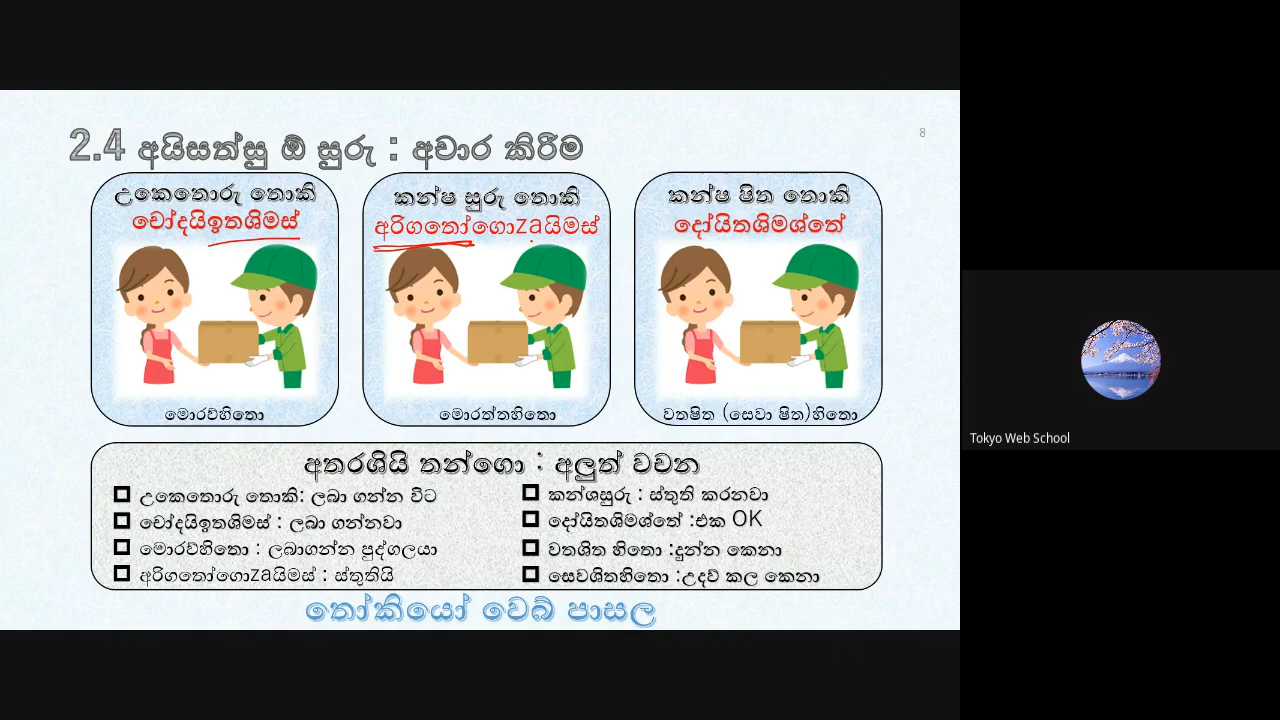 8
2.4 අයිසත්සු ඕ සුරු : අචාර කිරීම
උකෙතොරු තොකි
චෝදයිඉතශිමස්
මොරව්හිතො
කන්ෂ සුරු තොකි
අරිගතෝගොzaයිමස්
මොරත්තහිතො
කන්ෂ ෂිත තොකි
දෝයිතශිමශ්තේ
වතෂිත (සෙවා ෂිත)හිතො
අතරශියි තන්ගො : අලුත් වචන
උකෙතොරු තොකි: ලබා ගන්න විට
චෝදයිඉතශිමස් : ලබා ගන්නවා
මොරව්හිතො : ලබාගන්න පුද්ගලයා
අරිගතෝගොzaයිමස් : ස්තුතියි
කන්ශසුරු : ස්තුති කරනවා
දෝයිතශිමශ්තේ :එක OK
වතශිත හිතො :දුන්න කෙනා
සෙවශිතහිතො :උදව් කල කෙනා
තෝකියෝ වෙබ් පාසල
Tokyo Web School